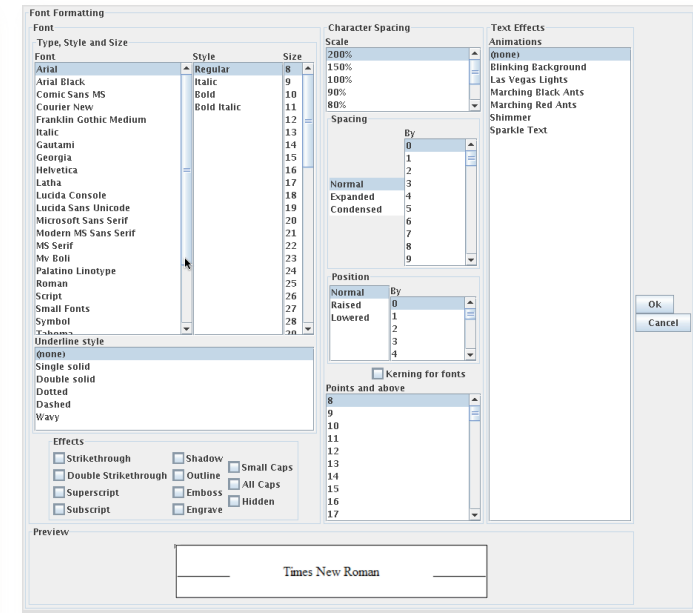 Font Formatting
Font
Type, Style and Size
Font
Arial
Arial Black
Comic Sans MS
Courier New
Franklin Gothic Medium
Italic
Gautami
Georgia
Helvetica
Latha
Lucida Console
Lucida Sans Unicode
Microsoft Sans Serif
Modern MS Sans Serif
MS Serif
Mv Boli
Palatino Linotype
Roman
Script
Small Fonts
Symbol
Tahoma
Style
Regular
Italic
Bold
Bold Italic
Size
8
9
10
11
12
13
14
15
16
17
18
19
20
21
22
23
24
25
26
27
28
29
Underline style
(none)
Single solid
Double solid
Dotted
Dashed
Wavy
Effects
Strikethrough
Double Strikethrough
Superscript
Subscript
Shadow
Outline
Emboss
Engrave
Small Caps
All Caps
Hidden
Character Spacing
Scale
200%
150%
100%
90%
80%
Spacing
Normal
Expanded
Condensed
By
0
1
2
3
4
5
6
7
8
9
Position
Normal
Raised
Lowered
By
0
1
2
3
4
Kerning for fonts
Points and above
8
9
10
11
12
13
14
15
16
17
Text Effects
Animations
(none)
Blinking Background
Las Vegas Lights
Marching Black Ants
Marching Red Ants
Shimmer
Sparkle Text
Ok
Cancel
Preview
Times New Roman